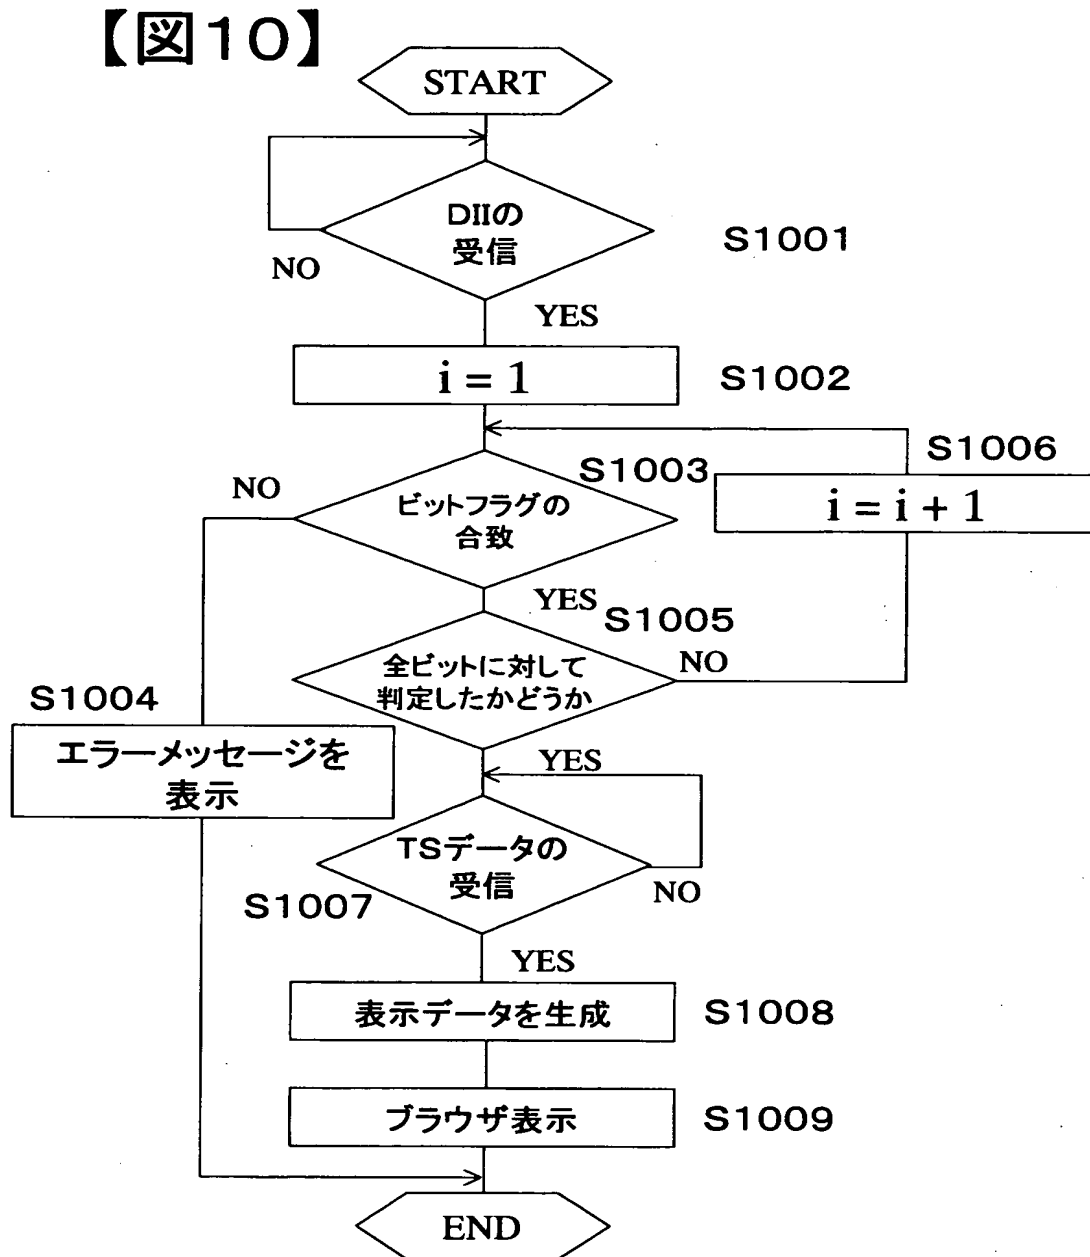 【図10】
START
DIIの
受信
S1001
NO
YES
i = 1
S1002
S1006
S1003
NO
ビットフラグの
合致
i = i + 1
YES
S1005
全ビットに対して
判定したかどうか
NO
S1004
エラーメッセージを
表示
YES
TSデータの
受信
NO
S1007
YES
表示データを生成
S1008
ブラウザ表示
S1009
END